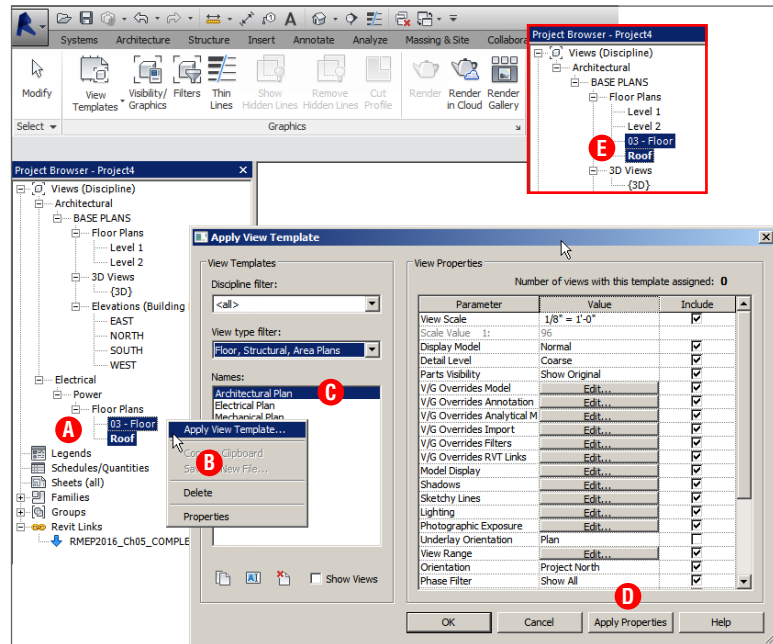 Systems Architecture Structure Insert Annotate Analyze Massing & Site
Modify
View Templates
Visibility/ Graphics
Filters
Thin Lines
Show Hidden Lines
Remove Hidden Lines
Cut Profile
Render
Render in Cloud
Render Gallery
Select
Graphics
Project Browser - Project4
Views (Discipline)
Architectural
BASE PLANS
Floor Plans
Level 1
Level 2
E
03 - Floor
Roof
3D Views
{3D}
Project Browser - Project4
Views (Discipline)
Architectural
BASE PLANS
Floor Plans
Level 1
Level 2
3D Views
{3D}
Elevations (Building
EAST
NORTH
SOUTH
WEST
Electrical
Power
Floor Plans
A
03 - Floor
Roof
Legends
Schedules/Quantities
Sheets (all)
Families
Groups
Revit Links
RMEP2016_Ch05_COMPLE
Apply View Template...
B
Clipboard
New File...
Delete
Properties
Apply View Template
View Templates
Discipline filter:
<all>
View type filter:
Floor, Structural, Area Plans
Names:
Architectural Plan
C
Electrical Plan
Mechanical Plan
Show Views
View Properties
Number of views with this template assigned: 0
Parameter Value Include
View Scale 1/8" = 1'-0"
Scale Value 1: 96
Display Model Normal
Detail Level Coarse
Parts Visibility Show Original
V/G Overrides Model Edit...
V/G Overrides Annotation Edit...
V/G Overrides Analytical M Edit...
V/G Overrides Import Edit...
V/G Overrides Filters Edit...
V/G Overrides RVT Links Edit...
Model Display Edit...
Shadows Edit...
Sketchy Lines Edit...
Lighting Edit...
Photographic Exposure Edit...
Underlay Orientation Plan
View Range Edit...
Orientation Project North
Phase Filter Show All
D
OK Cancel Apply Properties Help